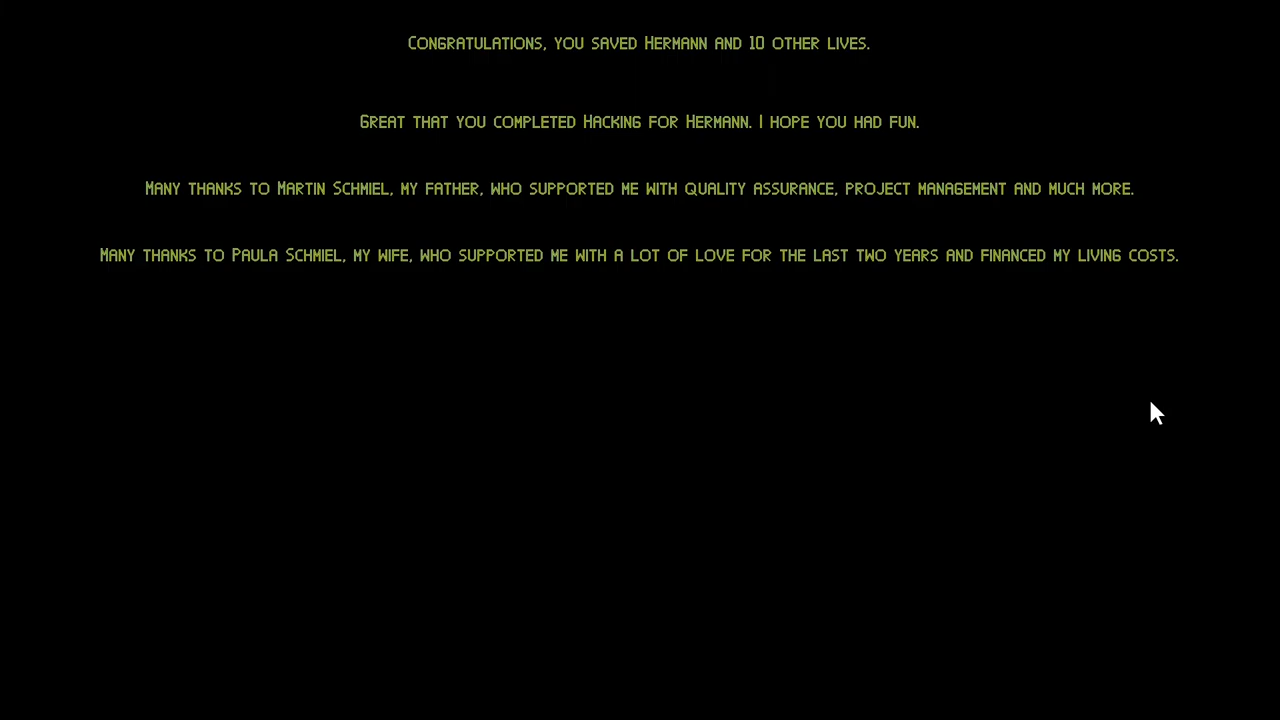 Congratulations, you saved Hermann and 10 other lives.
Great that you completed Hacking for Hermann. I hope you had fun.
Many thanks to Martin Schmiel, my father, who supported me with quality assurance, project management and much more.
Many thanks to Paula Schmiel, my wife, who supported me with a lot of love for the last two years and financed my living costs.